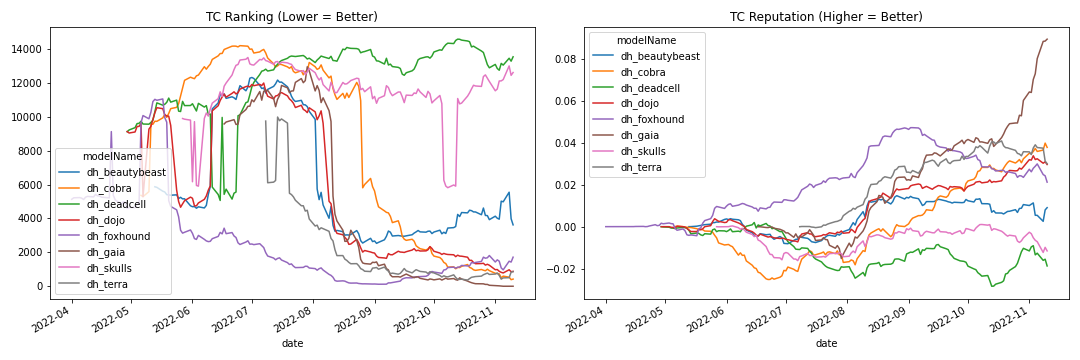 TC Ranking (Lower = Better)
14000
12000
10000
8000
6000
4000
2000
0
modelName
dh_beautybeast
dh_cobra
dh_deadcell
dh_dojo
dh_foxhound
dh_gaia
dh_skulls
dh_terra
2022-04
2022-05
2022-06
2022-07
2022-08
2022-09
2022-10
2022-11
date
TC Reputation (Higher = Better)
0.08
0.06
0.04
0.02
0.00
−0.02
modelName
dh_beautybeast
dh_cobra
dh_deadcell
dh_dojo
dh_foxhound
dh_gaia
dh_skulls
dh_terra
2022-04
2022-05
2022-06
2022-07
2022-08
2022-09
2022-10
2022-11
date